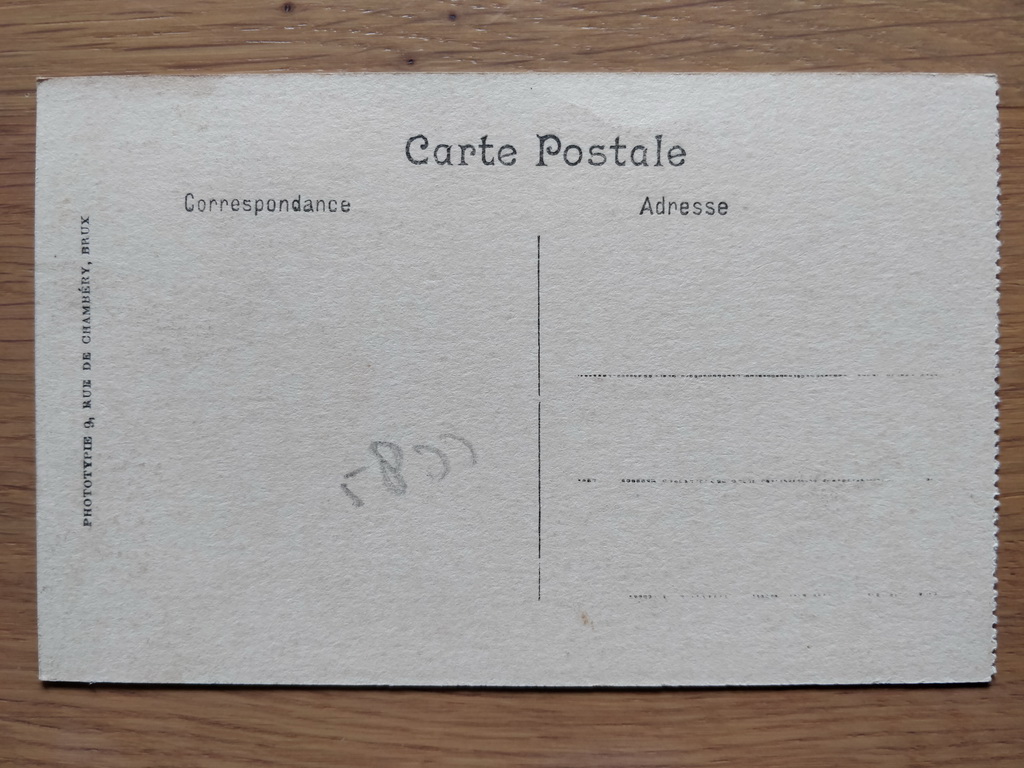 Carte Postale
Correspondance
Adresse
PHOTOTYPIE 9, RUE DE CHAMBÉRY, BRUX